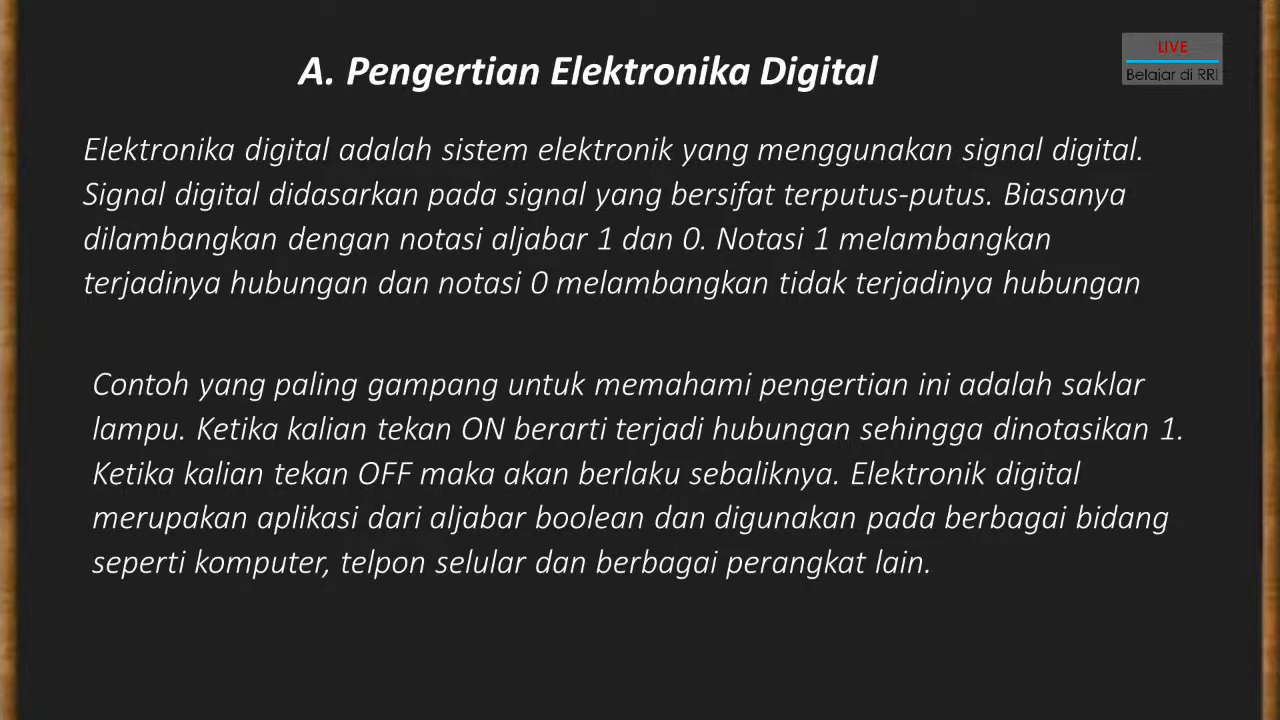 A. Pengertian Elektronika Digital
LIVE
Belajar di RRI
Elektronika digital adalah sistem elektronik yang menggunakan signal digital.
Signal digital didasarkan pada signal yang bersifat terputus-putus. Biasanya
dilambangkan dengan notasi aljabar 1 dan 0. Notasi 1 melambangkan
terjadinya hubungan dan notasi 0 melambangkan tidak terjadinya hubungan
Contoh yang paling gampang untuk memahami pengertian ini adalah saklar
lampu. Ketika kalian tekan ON berarti terjadi hubungan sehingga dinotasikan 1.
Ketika kalian tekan OFF maka akan berlaku sebaliknya. Elektronik digital
merupakan aplikasi dari aljabar boolean dan digunakan pada berbagai bidang
seperti komputer, telpon selular dan berbagai perangkat lain.